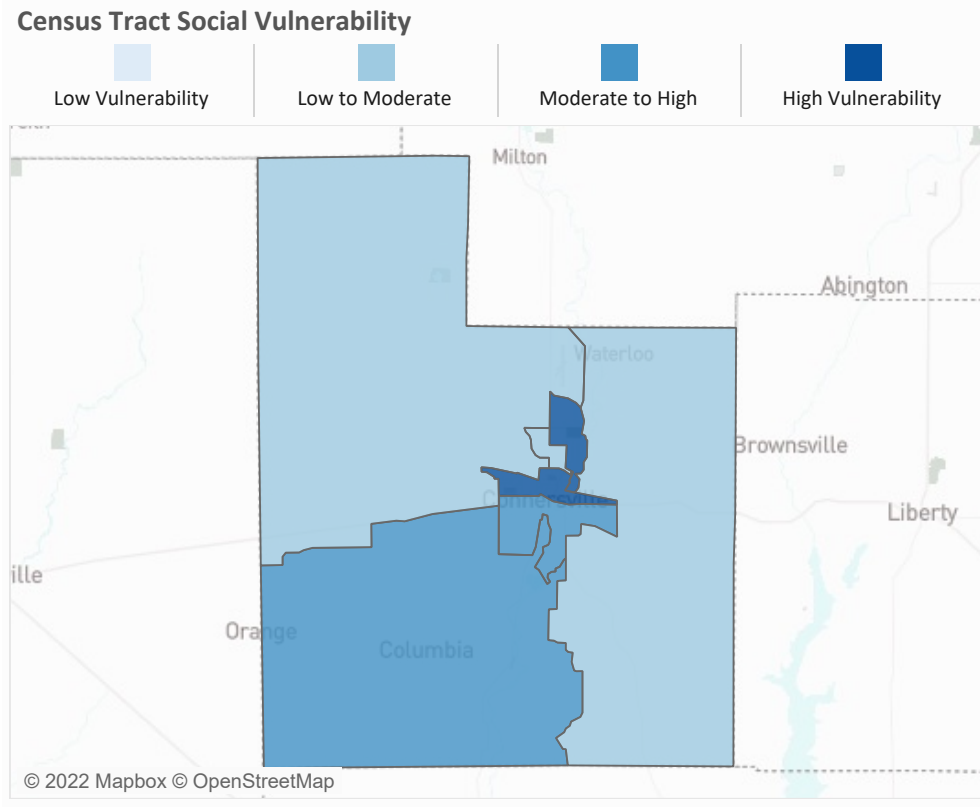 Census Tract Social Vulnerability
Low Vulnerability
Low to Moderate
Moderate to High
High Vulnerability
Milton
Abington
Waterloo
Brownsville
Connersville
Liberty
ille
Orange
Columbia
© 2022 Mapbox © OpenStreetMap